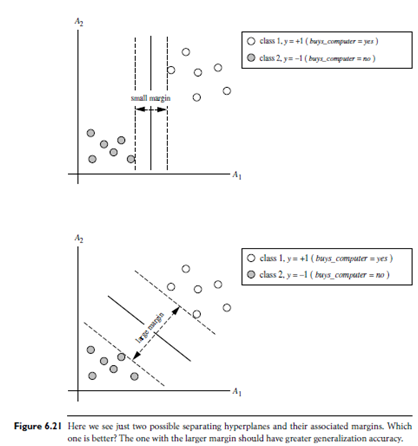 A2
class 1, y = +1 ( buys_computer = yes )
class 2, y = −1 ( buys_computer = no )
small margin
A1
A2
class 1, y = +1 ( buys_computer = yes )
class 2, y = −1 ( buys_computer = no )
large margin
A1
Figure 6.21 Here we see just two possible separating hyperplanes and their associated margins. Which
one is better? The one with the larger margin should have greater generalization accuracy.